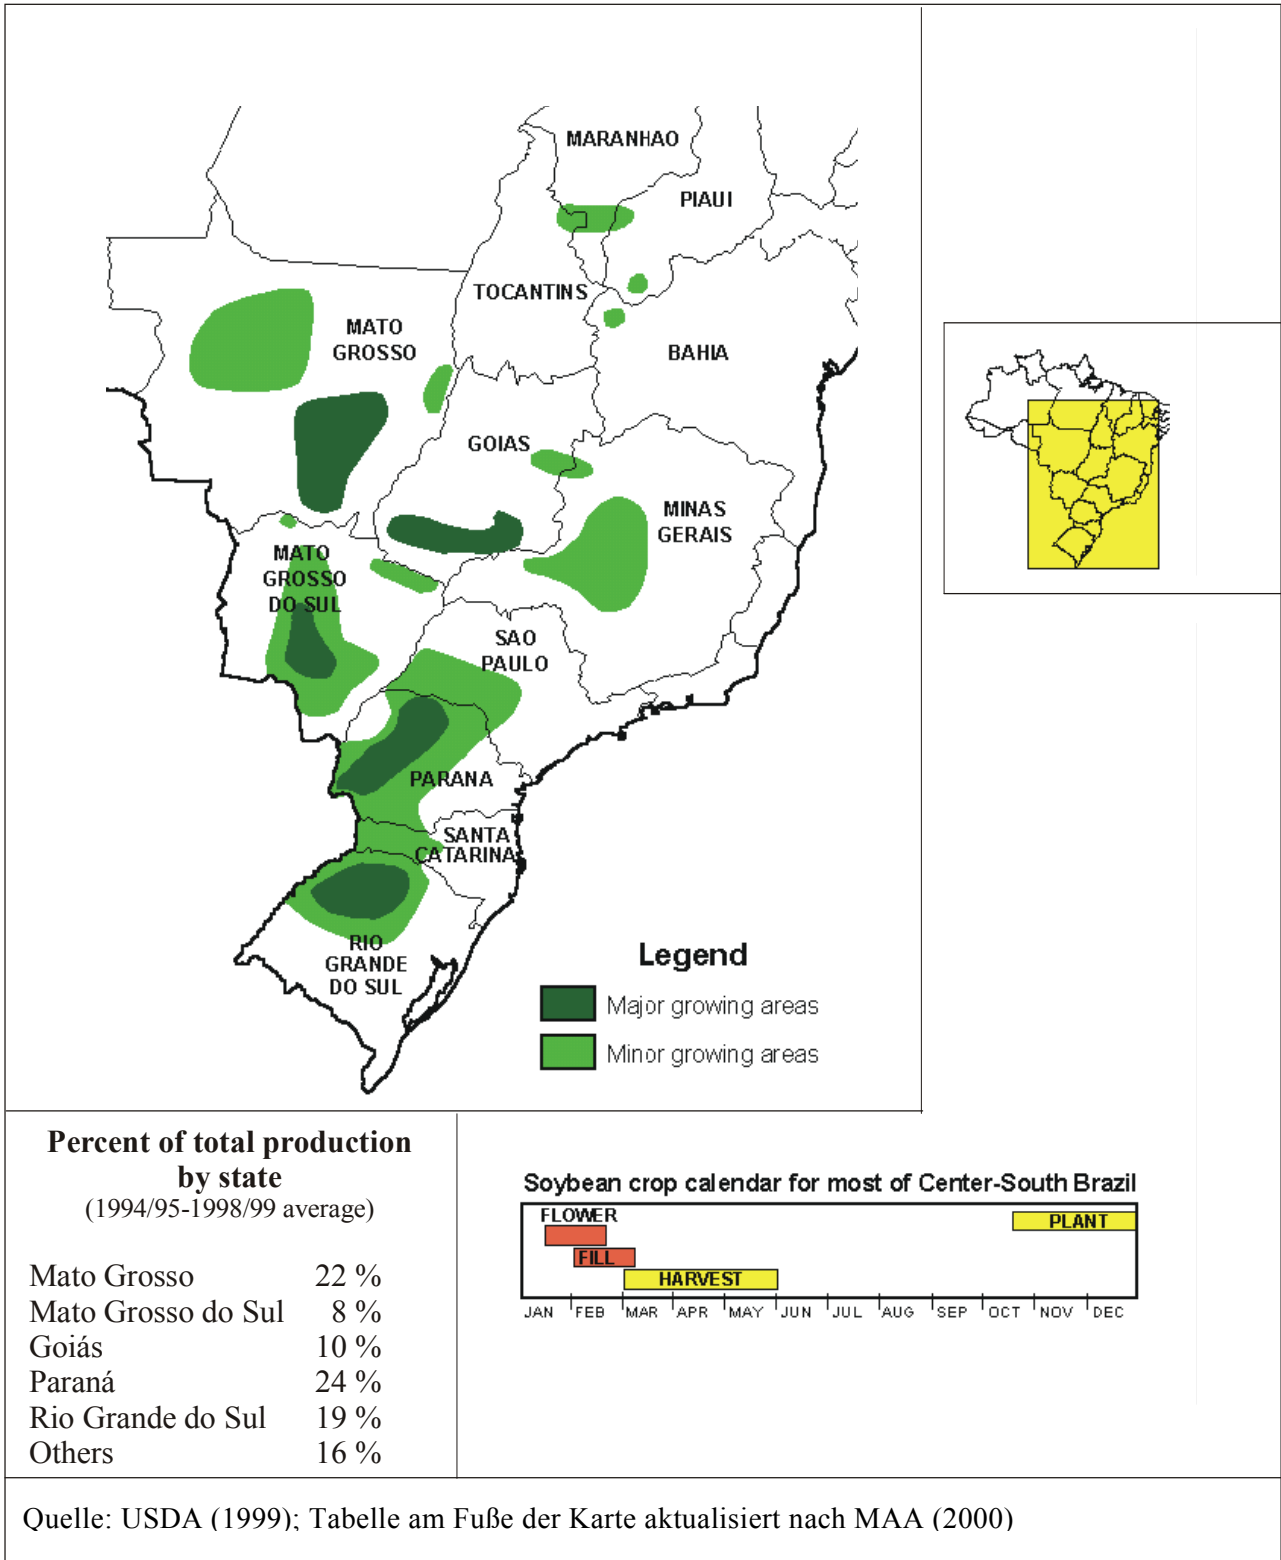 MARANHAO
PIAUI
TOCANTINS
MATO
GROSSO
BAHIA
GOIAS
MINAS
GERAIS
MATO
GROSSO
DO SUL
SAO
PAULO
PARANA
SANTA
CATARINA
RIO
GRANDE
DO SUL
Legend
Major growing areas
Minor growing areas
Percent of total production
by state
(1994/95-1998/99 average)
Mato Grosso 22 %
Mato Grosso do Sul 8 %
Goiás 10 %
Paraná 24 %
Rio Grande do Sul 19 %
Others 16 %
Soybean crop calendar for most of Center-South Brazil
FLOWER
PLANT
FILL
HARVEST
JAN FEB MAR APR MAY JUN JUL AUG SEP OCT NOV DEC
Quelle: USDA (1999); Tabelle am Fuße der Karte aktualisiert nach MAA (2000)